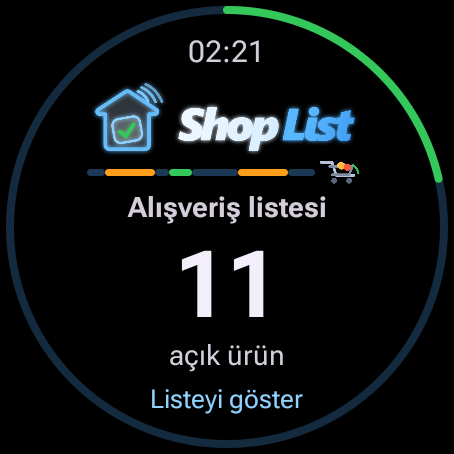 02:21
Shop List
Alışveriş listesi
11
açık ürün
Listeyi göster